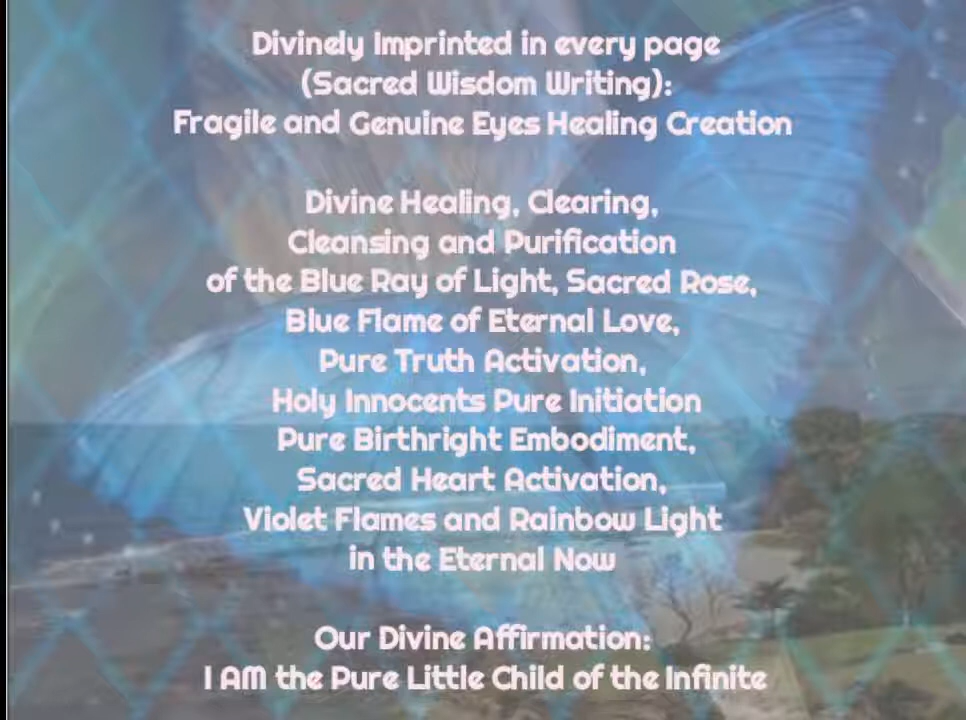 Divinely Imprinted in every page
(Sacred Wisdom Writing):
Fragile and Genuine Eyes Healing Creation
Divine Healing, Clearing,
Cleansing and Purification
of the Blue Ray of Light, Sacred Rose,
Blue Flame of Eternal Love,
Pure Truth Activation,
Holy Innocents Pure Initiation
Pure Birthright Embodiment,
Sacred Heart Activation,
Violet Flames and Rainbow Light
in the Eternal Now
Our Divine Affirmation:
I AM the Pure Little Child of the Infinite